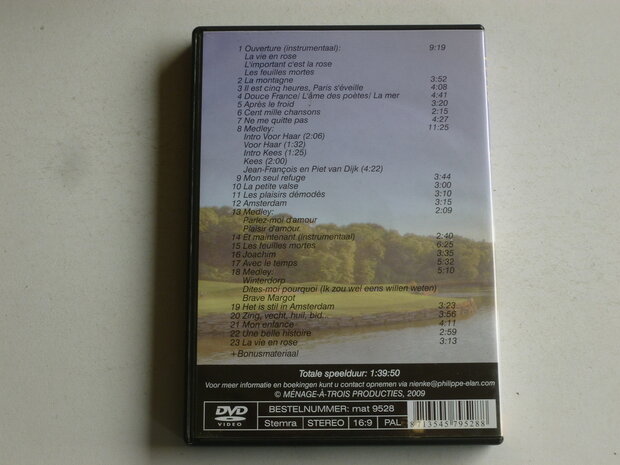 1 Ouverture (instrumentaal): 9:19
La vie en rose
L'important c'est la rose
Les feuilles mortes
2 La montagne 3:52
3 Il est cinq heures, Paris s'éveille 4:08
4 Douce France/ L'âme des poètes/ La mer 4:41
5 Après le froid 3:20
6 Cent mille chansons 2:15
7 Ne me quitte pas 4:27
8 Medley: 11:25
Intro Voor Haar (2:06)
Voor Haar (1:32)
Intro Kees (1:25)
Kees (2:00)
Jean-François en Piet van Dijk (4:22)
9 Mon seul refuge 3:44
10 La petite valse 3:00
11 Les plaisirs démodés 3:10
12 Amsterdam 3:15
13 Medley: 2:09
Parlez-moi d'amour
Plaisir d'amour
14 Et maintenant (instrumentaal) 2:40
15 Les feuilles mortes 6:25
16 Joachim 3:35
17 Avec le temps 5:32
18 Medley: 5:10
Winterdorp
Dites-moi pourquoi (Ik zou wel eens willen weten)
Brave Margot
19 Het is stil in Amsterdam 3:23
20 Zing, vecht, huil, bid... 3:56
21 Mon enfance 4:11
22 Une belle histoire 2:59
23 La vie en rose 3:13
+Bonusmateriaal
Totale speelduur: 1:39:50
Voor meer informatie en boekingen kunt u contact opnemen via nienke@philippe-elan.com
© MÉNAGE-À-TROIS PRODUCTIES, 2009
DVD VIDEO
BESTELNUMMER: mat 9528
Stemra STEREO 16:9 PAL
8713545795288